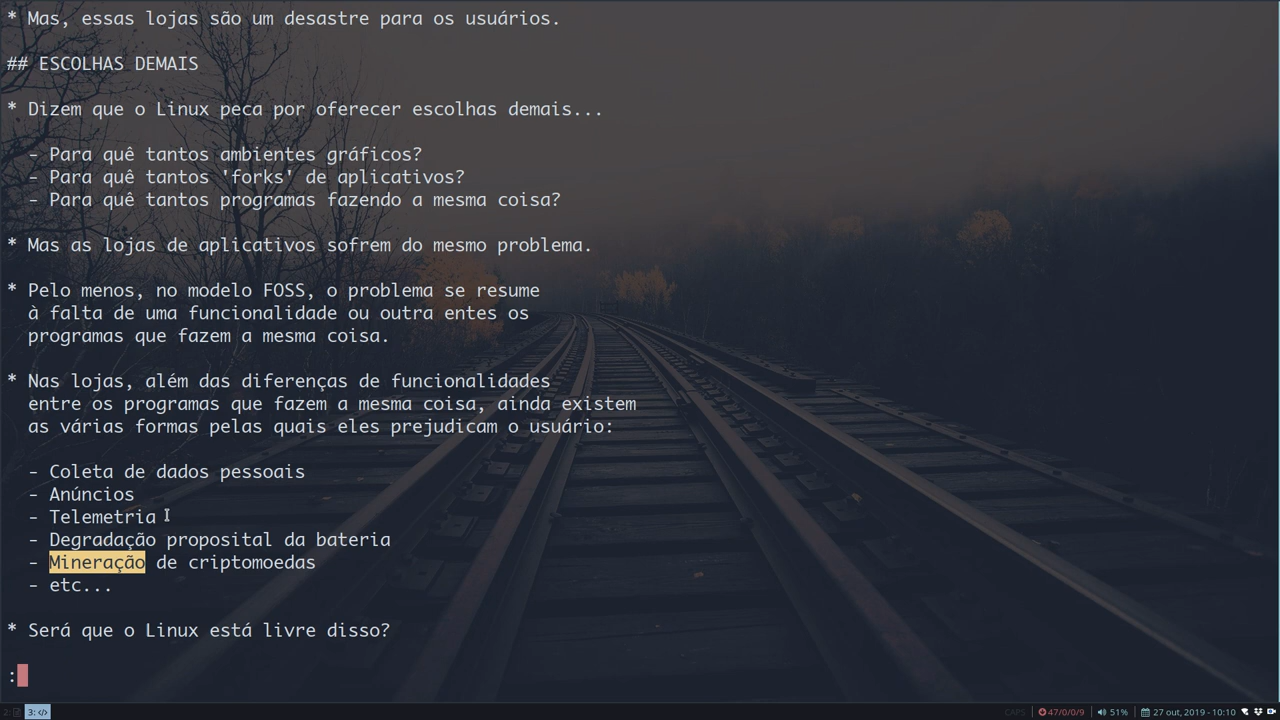 * Mas, essas lojas são um desastre para os usuários.
## ESCOLHAS DEMAIS
* Dizem que o Linux peca por oferecer escolhas demais...
- Para quê tantos ambientes gráficos?
- Para quê tantos 'forks' de aplicativos?
- Para quê tantos programas fazendo a mesma coisa?
* Mas as lojas de aplicativos sofrem do mesmo problema.
* Pelo menos, no modelo FOSS, o problema se resume
à falta de uma funcionalidade ou outra entes os
programas que fazem a mesma coisa.
* Nas lojas, além das diferenças de funcionalidades
entre os programas que fazem a mesma coisa, ainda existem
as várias formas pelas quais eles prejudicam o usuário:
- Coleta de dados pessoais
- Anúncios
- Telemetria
- Degradação proposital da bateria
- Mineração de criptomoedas
- etc...
* Será que o Linux está livre disso?
:
2: 3: </> CAPS 47/0/0/9 51% 27 out, 2019 - 10:10